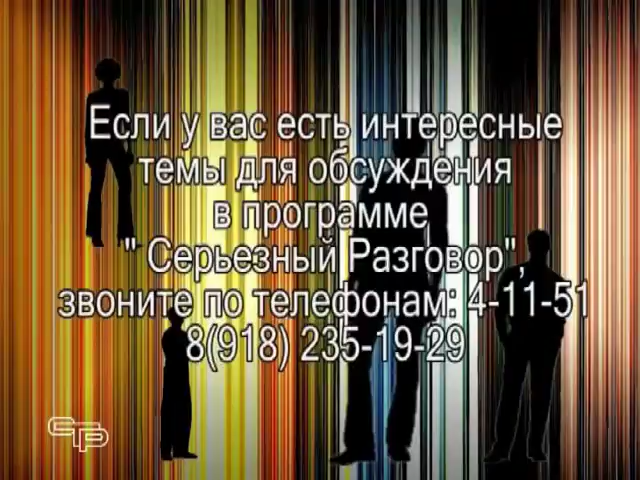 Если у вас есть интересные
темы для обсуждения
в программе
" Серьезный Разговор",
звоните по телефонам: 4-11-51
8(918) 235-19-29
СТР